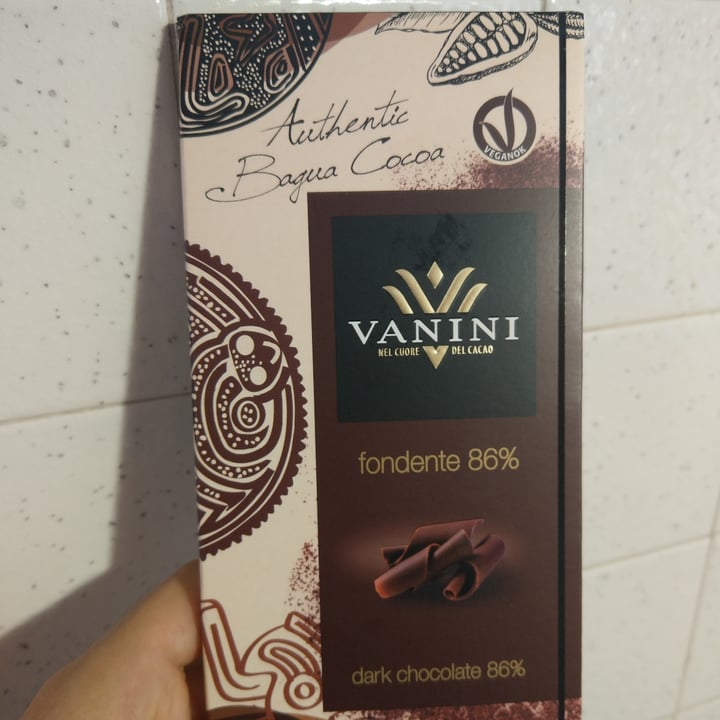 Authentic
Bagua Cocoa
VEGANOK
VANINI
NEL CUORE DEL CACAO
fondente 86%
dark chocolate 86%